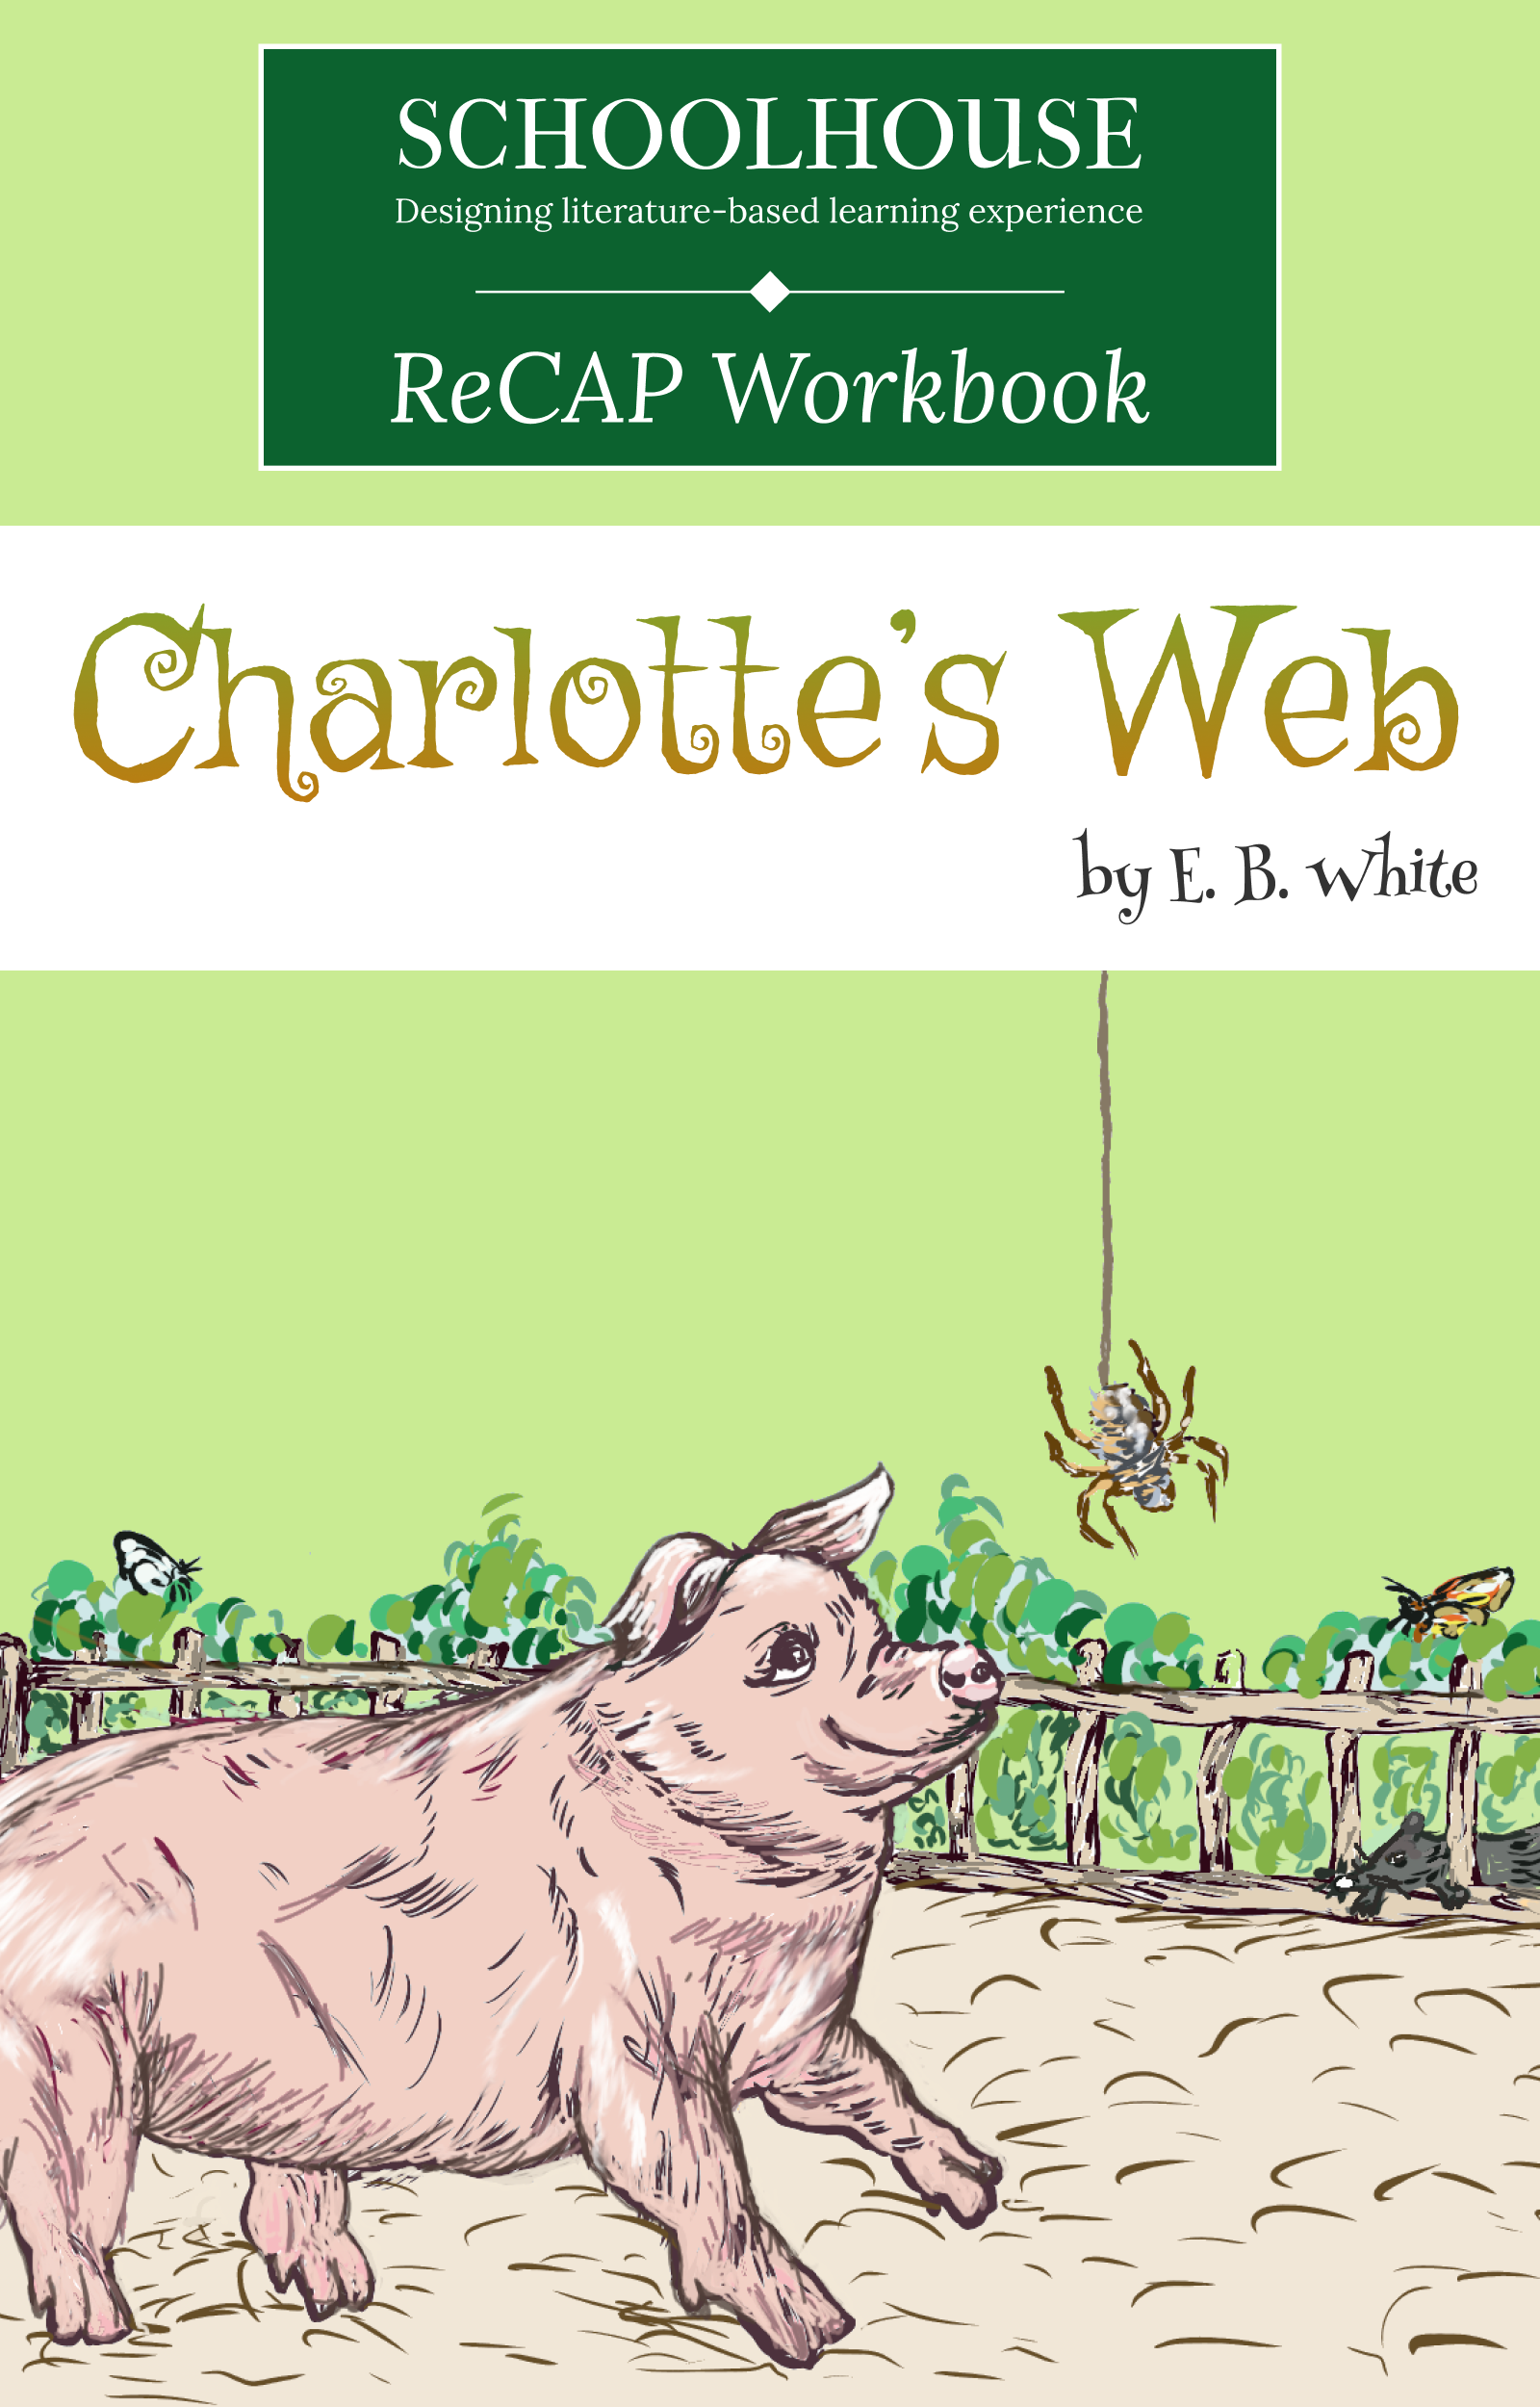 SCHOOLHOUSE
Designing literature-based learning experience
ReCAP Workbook
Charlotte's Web
by E. B. White